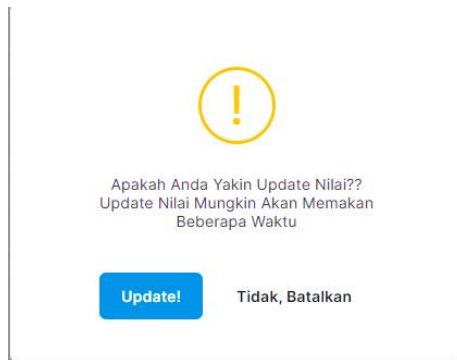 Apakah Anda Yakin Update Nilai??
Update Nilai Mungkin Akan Memakan
Beberapa Waktu
Update!
Tidak, Batalkan